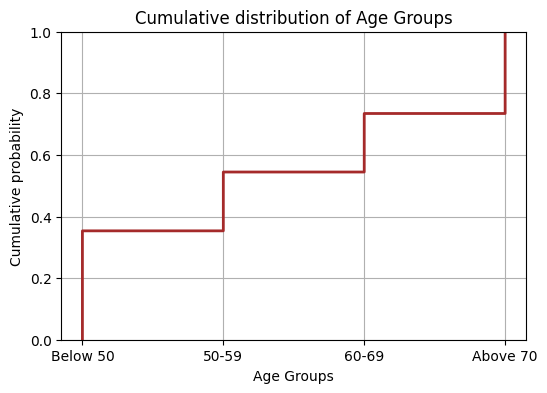 Cumulative distribution of Age Groups
1.0
0.8
0.6
0.4
0.2
0.0
Cumulative probability
Below 50
50-59
60-69
Above 70
Age Groups